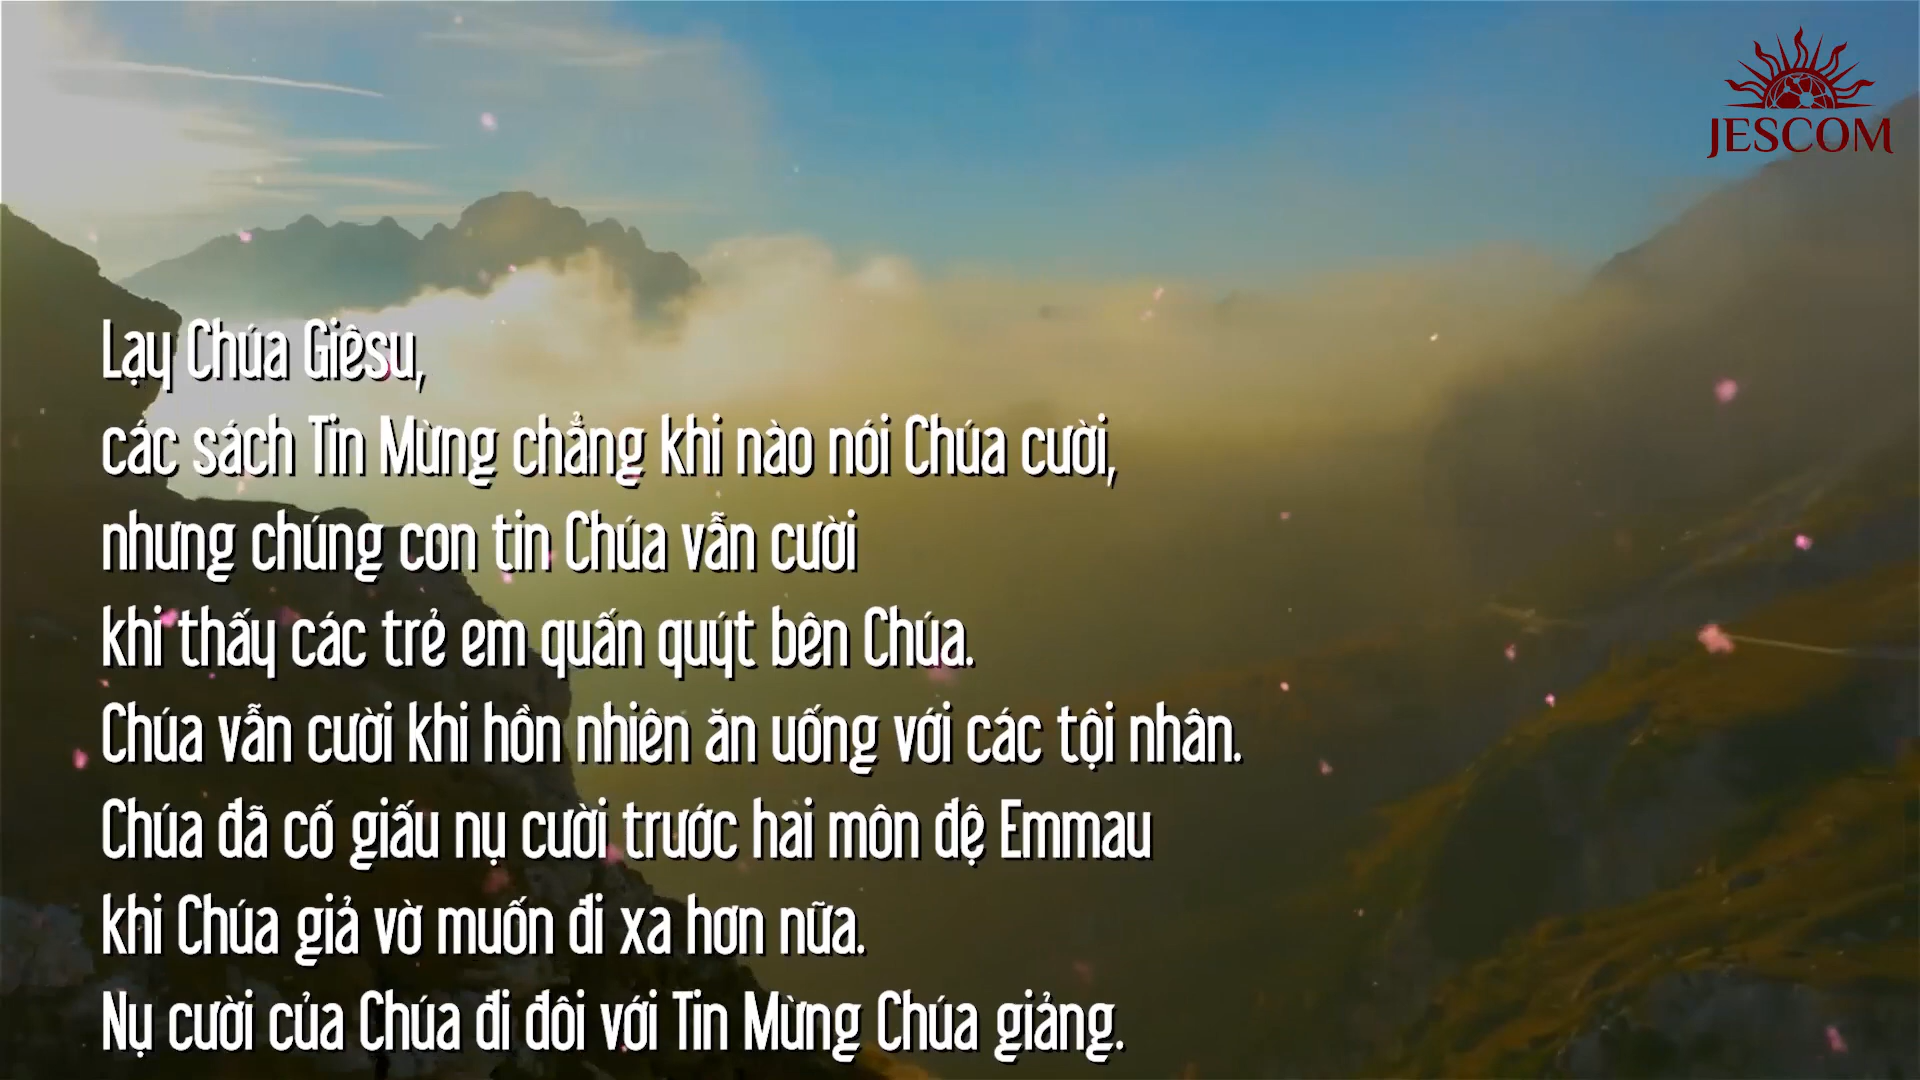 JESCOM
Lạy Chúa Giêsu,
các sách Tin Mừng chẳng khi nào nói Chúa cười,
nhưng chúng con tin Chúa vẫn cười
khi thấy các trẻ em quấn quýt bên Chúa.
Chúa vẫn cười khi hồn nhiên ăn uống với các tội nhân.
Chúa đã cố giấu nụ cười trước hai môn đệ Emmau
khi Chúa giả vờ muốn đi xa hơn nữa.
Nụ cười của Chúa đi đôi với Tin Mừng Chúa giảng.